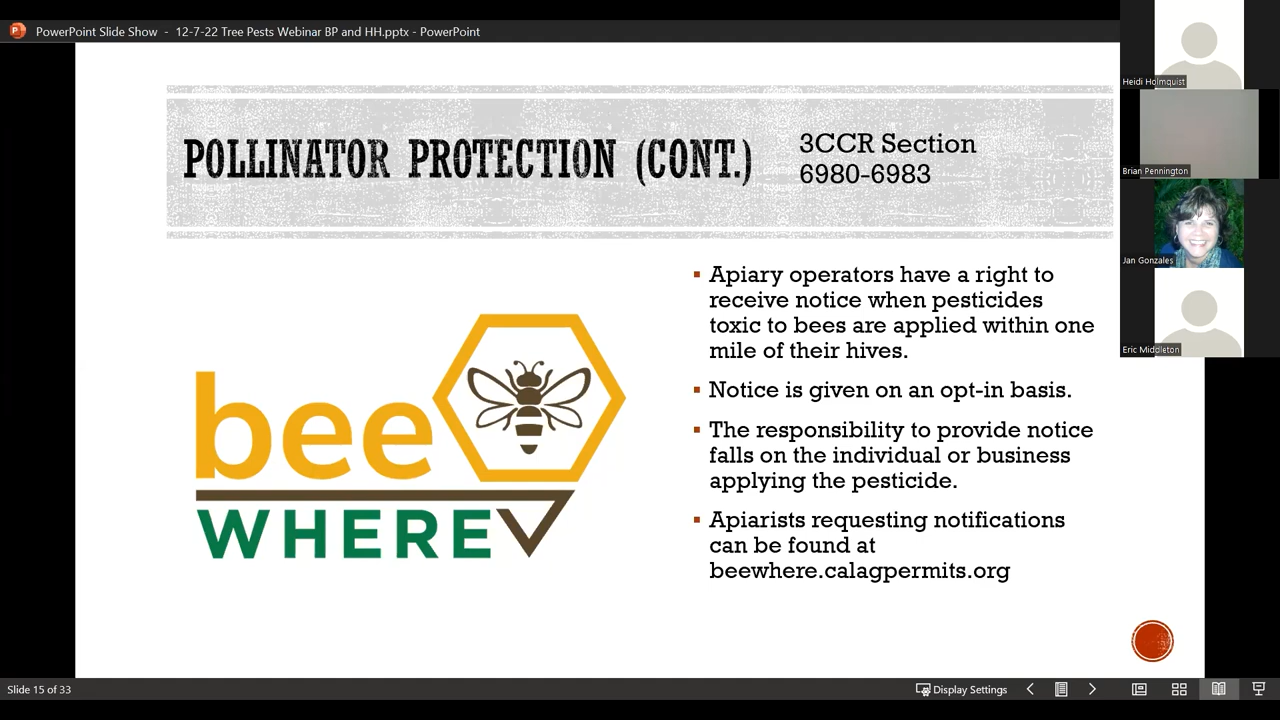 PowerPoint Slide Show - 12-7-22 Tree Pests Webinar BP and HH.pptx - PowerPoint
Heidi Holmquist
Brian Pennington
Jan Gonzales
Eric Middleton
POLLINATOR PROTECTION (CONT.)
3CCR Section
6980-6983
bee
WHERE
Apiary operators have a right to
receive notice when pesticides
toxic to bees are applied within one
mile of their hives.
Notice is given on an opt-in basis.
The responsibility to provide notice
falls on the individual or business
applying the pesticide.
Apiarists requesting notifications
can be found at
beewhere.calagpermits.org
Slide 15 of 33
Display Settings